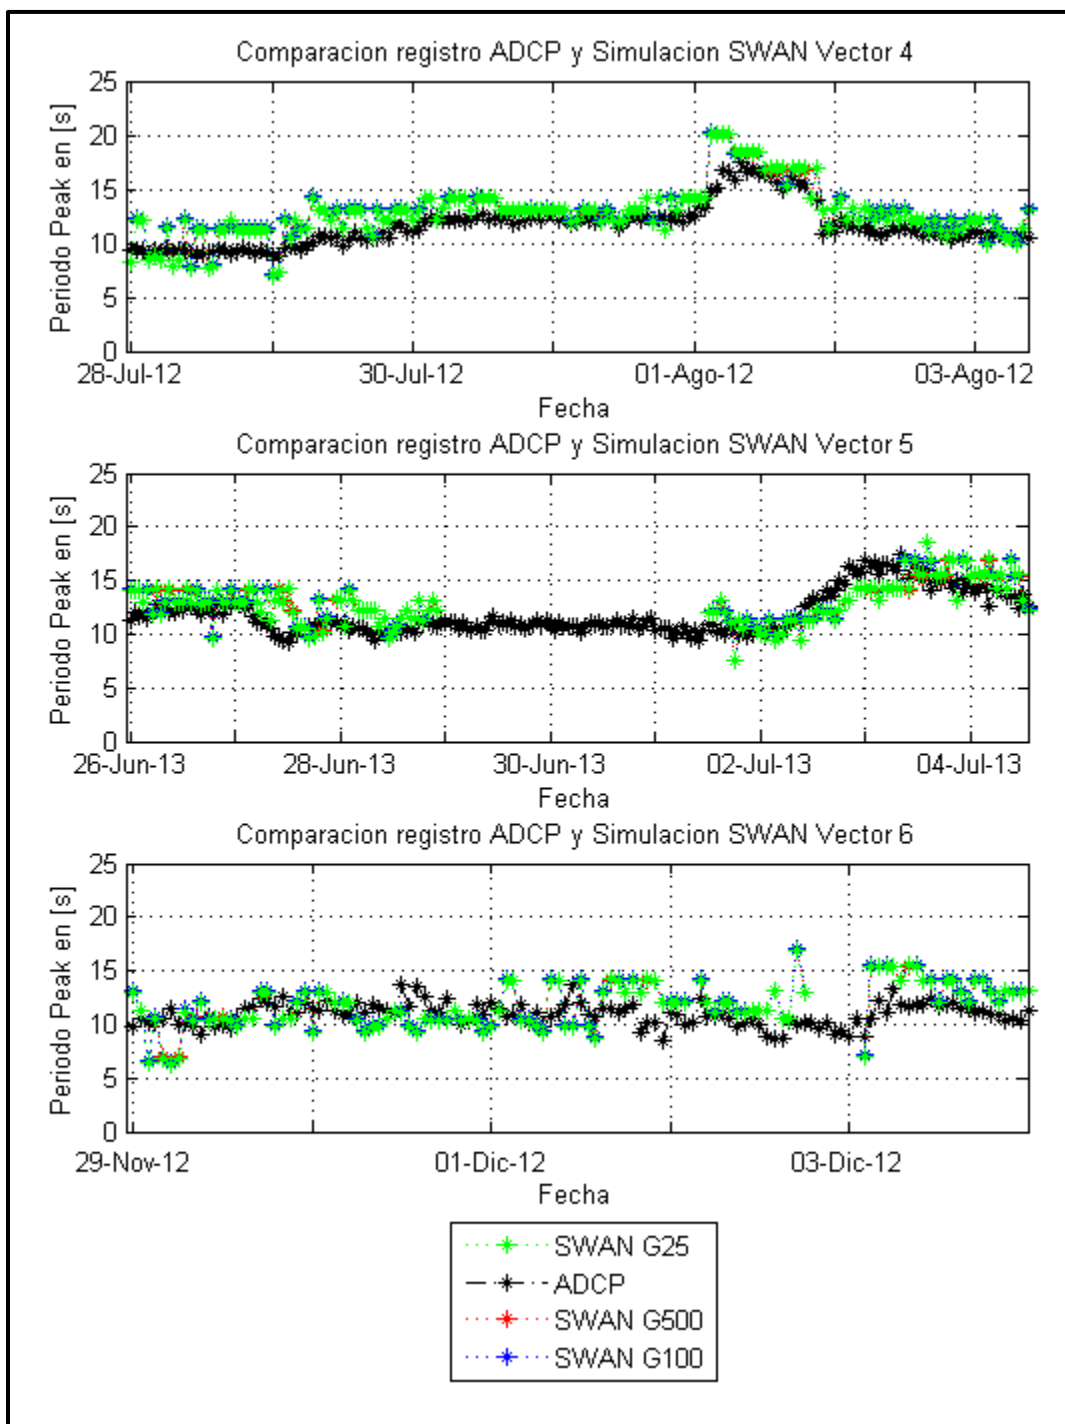 Comparacion registro ADCP y Simulacion SWAN Vector 4
Periodo Peak en [s]
25
20
15
10
5
0
28-Jul-12 30-Jul-12 01-Ago-12 03-Ago-12
Fecha
Comparacion registro ADCP y Simulacion SWAN Vector 5
Periodo Peak en [s]
25
20
15
10
5
0
26-Jun-13 28-Jun-13 30-Jun-13 02-Jul-13 04-Jul-13
Fecha
Comparacion registro ADCP y Simulacion SWAN Vector 6
Periodo Peak en [s]
25
20
15
10
5
0
29-Nov-12 01-Dic-12 03-Dic-12
Fecha
SWAN G25
ADCP
SWAN G500
SWAN G100